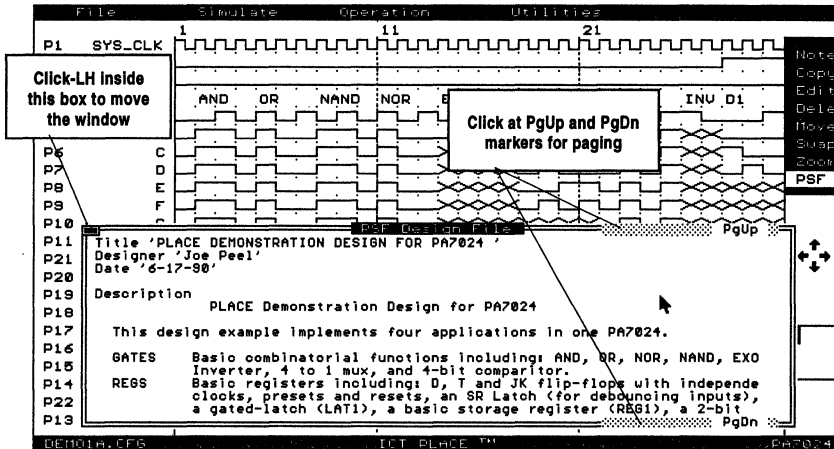 File Simulate Operation Utilities
1 11 21
P1 SYS_CLK
Note
Copy
Edit
Dele
Move
Swap
Zoom
PSF
Click-LH inside
this box to move
the window
AND OR NAND NOR
INV D1
Click at PgUp and PgDn
markers for paging
P6 C
P7 D
P8 E
P9 F
P10
PSF Design File PgUp
P11 Title 'PLACE DEMONSTRATION DESIGN FOR PA7024 '
P21 Designer 'Joe Peel'
P20 Date '6-17-90'
P19 Description
P18 PLACE Demonstration Design for PA7024
P17 This design example implements four applications in one PA7024.
P16 GATES Basic combinatorial functions including: AND, OR, NOR, NAND, EXO
P15 Inverter, 4 to 1 mux, and 4-bit comparitor.
P14 REGS Basic registers including: D, T and JK flip-flops with independe
clocks, presets and resets, an SR Latch (for debouncing inputs),
P22 a gated-latch (LAT1), a basic storage register (REG1), a 2-bit
P13 PgDn
DEMO1A.CFG ICT PLACE TM PA7024